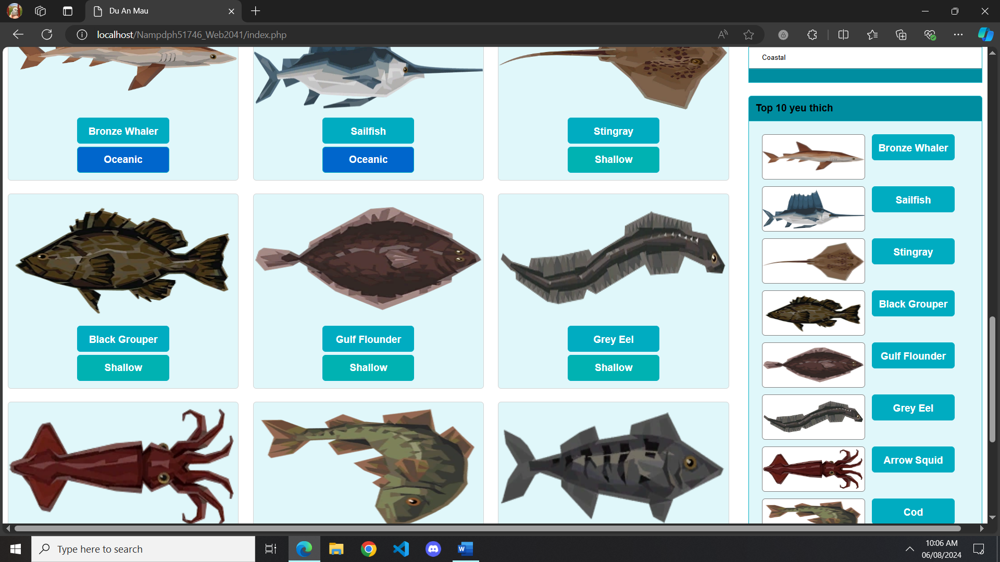 Du An Mau
localhost/Nampdph51746_Web2041/index.php
Coastal
Top 10 yeu thich
Bronze Whaler
Oceanic
Sailfish
Oceanic
Stingray
Shallow
Black Grouper
Shallow
Gulf Flounder
Shallow
Grey Eel
Shallow
Bronze Whaler
Sailfish
Stingray
Black Grouper
Gulf Flounder
Grey Eel
Arrow Squid
Cod
Type here to search
10:06 AM
06/08/2024